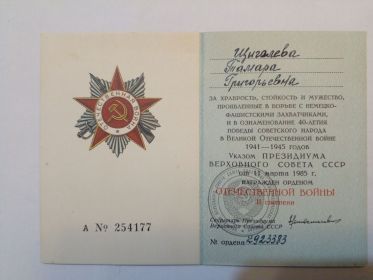 ОТЕЧЕСТВЕННАЯ ВОЙНА
А № 254177
Щигалева
Тамара
Григорьевна
ЗА ХРАБРОСТЬ, СТОЙКОСТЬ И МУЖЕСТВО,
ПРОЯВЛЕННЫЕ В БОРЬБЕ С НЕМЕЦКО-
ФАШИСТСКИМИ ЗАХВАТЧИКАМИ,
И В ОЗНАМЕНОВАНИЕ 40-ЛЕТИЯ
ПОБЕДЫ СОВЕТСКОГО НАРОДА
В ВЕЛИКОЙ ОТЕЧЕСТВЕННОЙ ВОЙНЕ
1941—1945 ГОДОВ
УКАЗОМ ПРЕЗИДИУМА
ВЕРХОВНОГО СОВЕТА СССР
ОТ 11 МАРТА 1985 г.
НАГРАЖДЕН ОРДЕНОМ
ОТЕЧЕСТВЕННОЙ ВОЙНЫ
II СТЕПЕНИ
Секретарь Президиума
Верховного Совета СССР
№ ордена 2923383